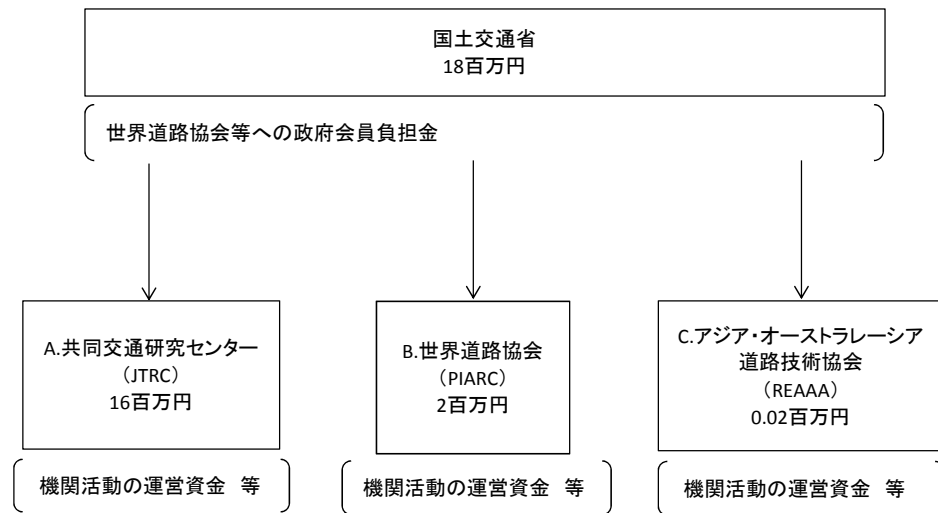 国土交通省
18百万円
世界道路協会等への政府会員負担金
A.共同交通研究センター
(JTRC)
16百万円
機関活動の運営資金 等
B.世界道路協会
(PIARC)
2百万円
機関活動の運営資金 等
C.アジア・オーストラレーシア
道路技術協会
(REAAA)
0.02百万円
機関活動の運営資金 等